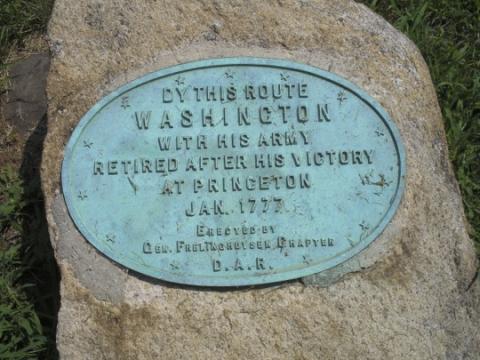 BY THIS ROUTE
WASHINGTON
WITH HIS ARMY
RETIRED AFTER HIS VICTORY
AT PRINCETON
JAN. 1777
ERECTED BY
GEN. FRELINGHUYSEN CHAPTER
D.A.R.